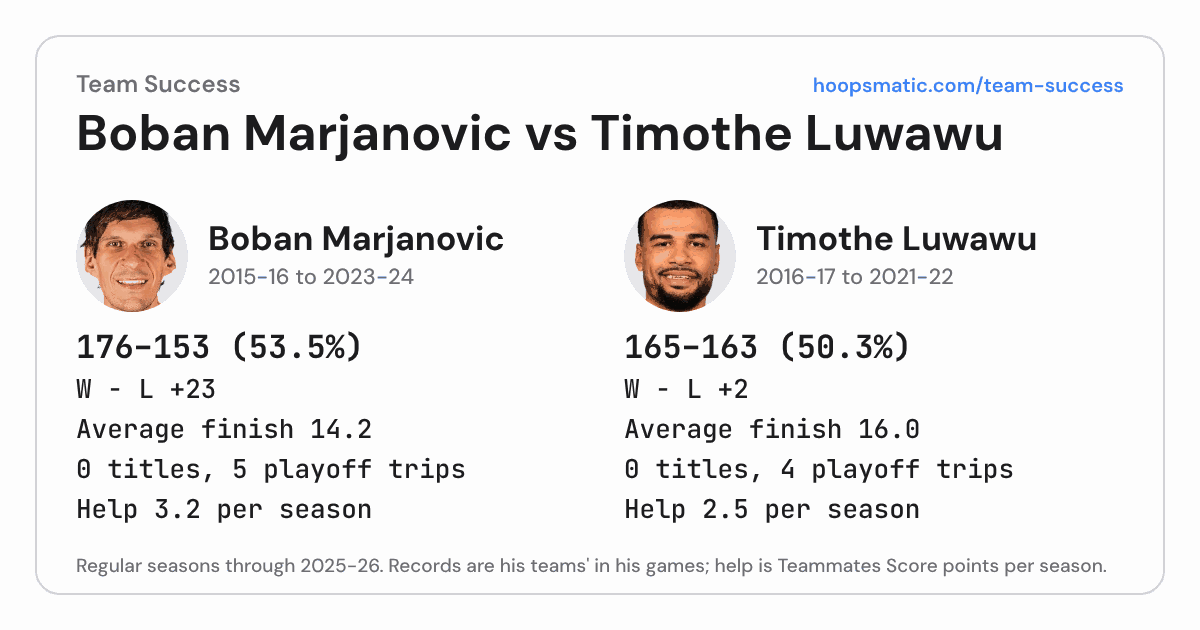 Team Success
hoopsmatic.com/team-success
Boban Marjanovic vs Timothe Luwawu
Boban Marjanovic
2015-16 to 2023-24
176-153 (53.5%)
W - L +23
Average finish 14.2
0 titles, 5 playoff trips
Help 3.2 per season
Timothe Luwawu
2016-17 to 2021-22
165-163 (50.3%)
W - L +2
Average finish 16.0
0 titles, 4 playoff trips
Help 2.5 per season
Regular seasons through 2025-26. Records are his teams' in his games; help is Teammates Score points per season.